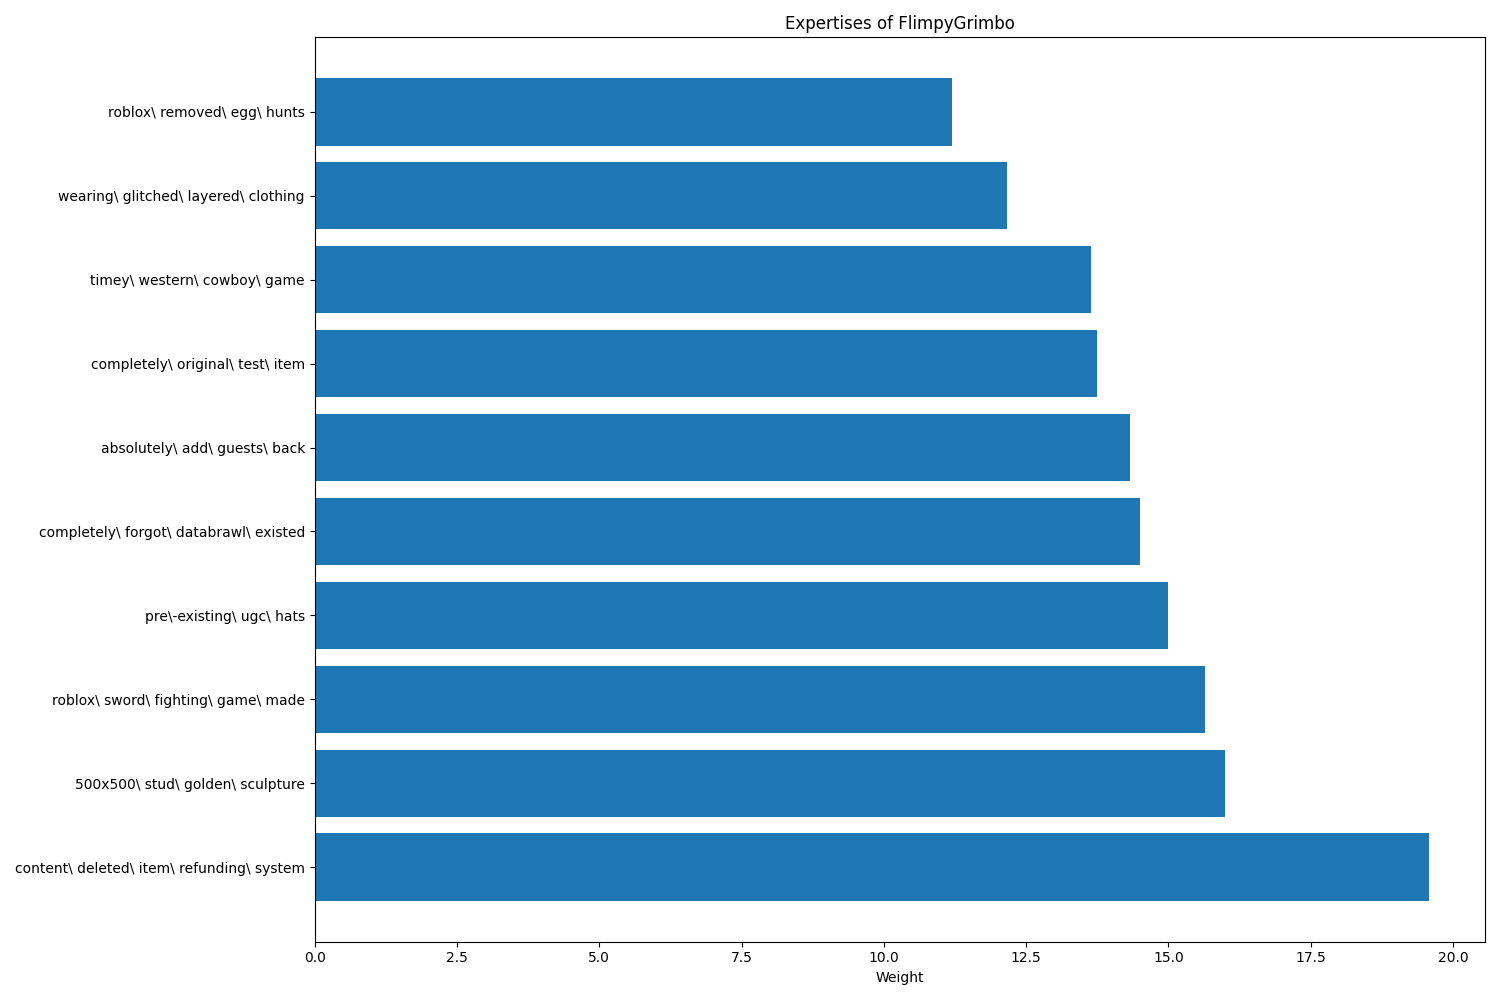 Expertises of FlimpyGrimbo
roblox\ removed\ egg\ hunts
wearing\ glitched\ layered\ clothing
timey\ western\ cowboy\ game
completely\ original\ test\ item
absolutely\ add\ guests\ back
completely\ forgot\ databrawl\ existed
pre\-existing\ ugc\ hats
roblox\ sword\ fighting\ game\ made
500x500\ stud\ golden\ sculpture
content\ deleted\ item\ refunding\ system
0.0 2.5 5.0 7.5 10.0 12.5 15.0 17.5 20.0
Weight